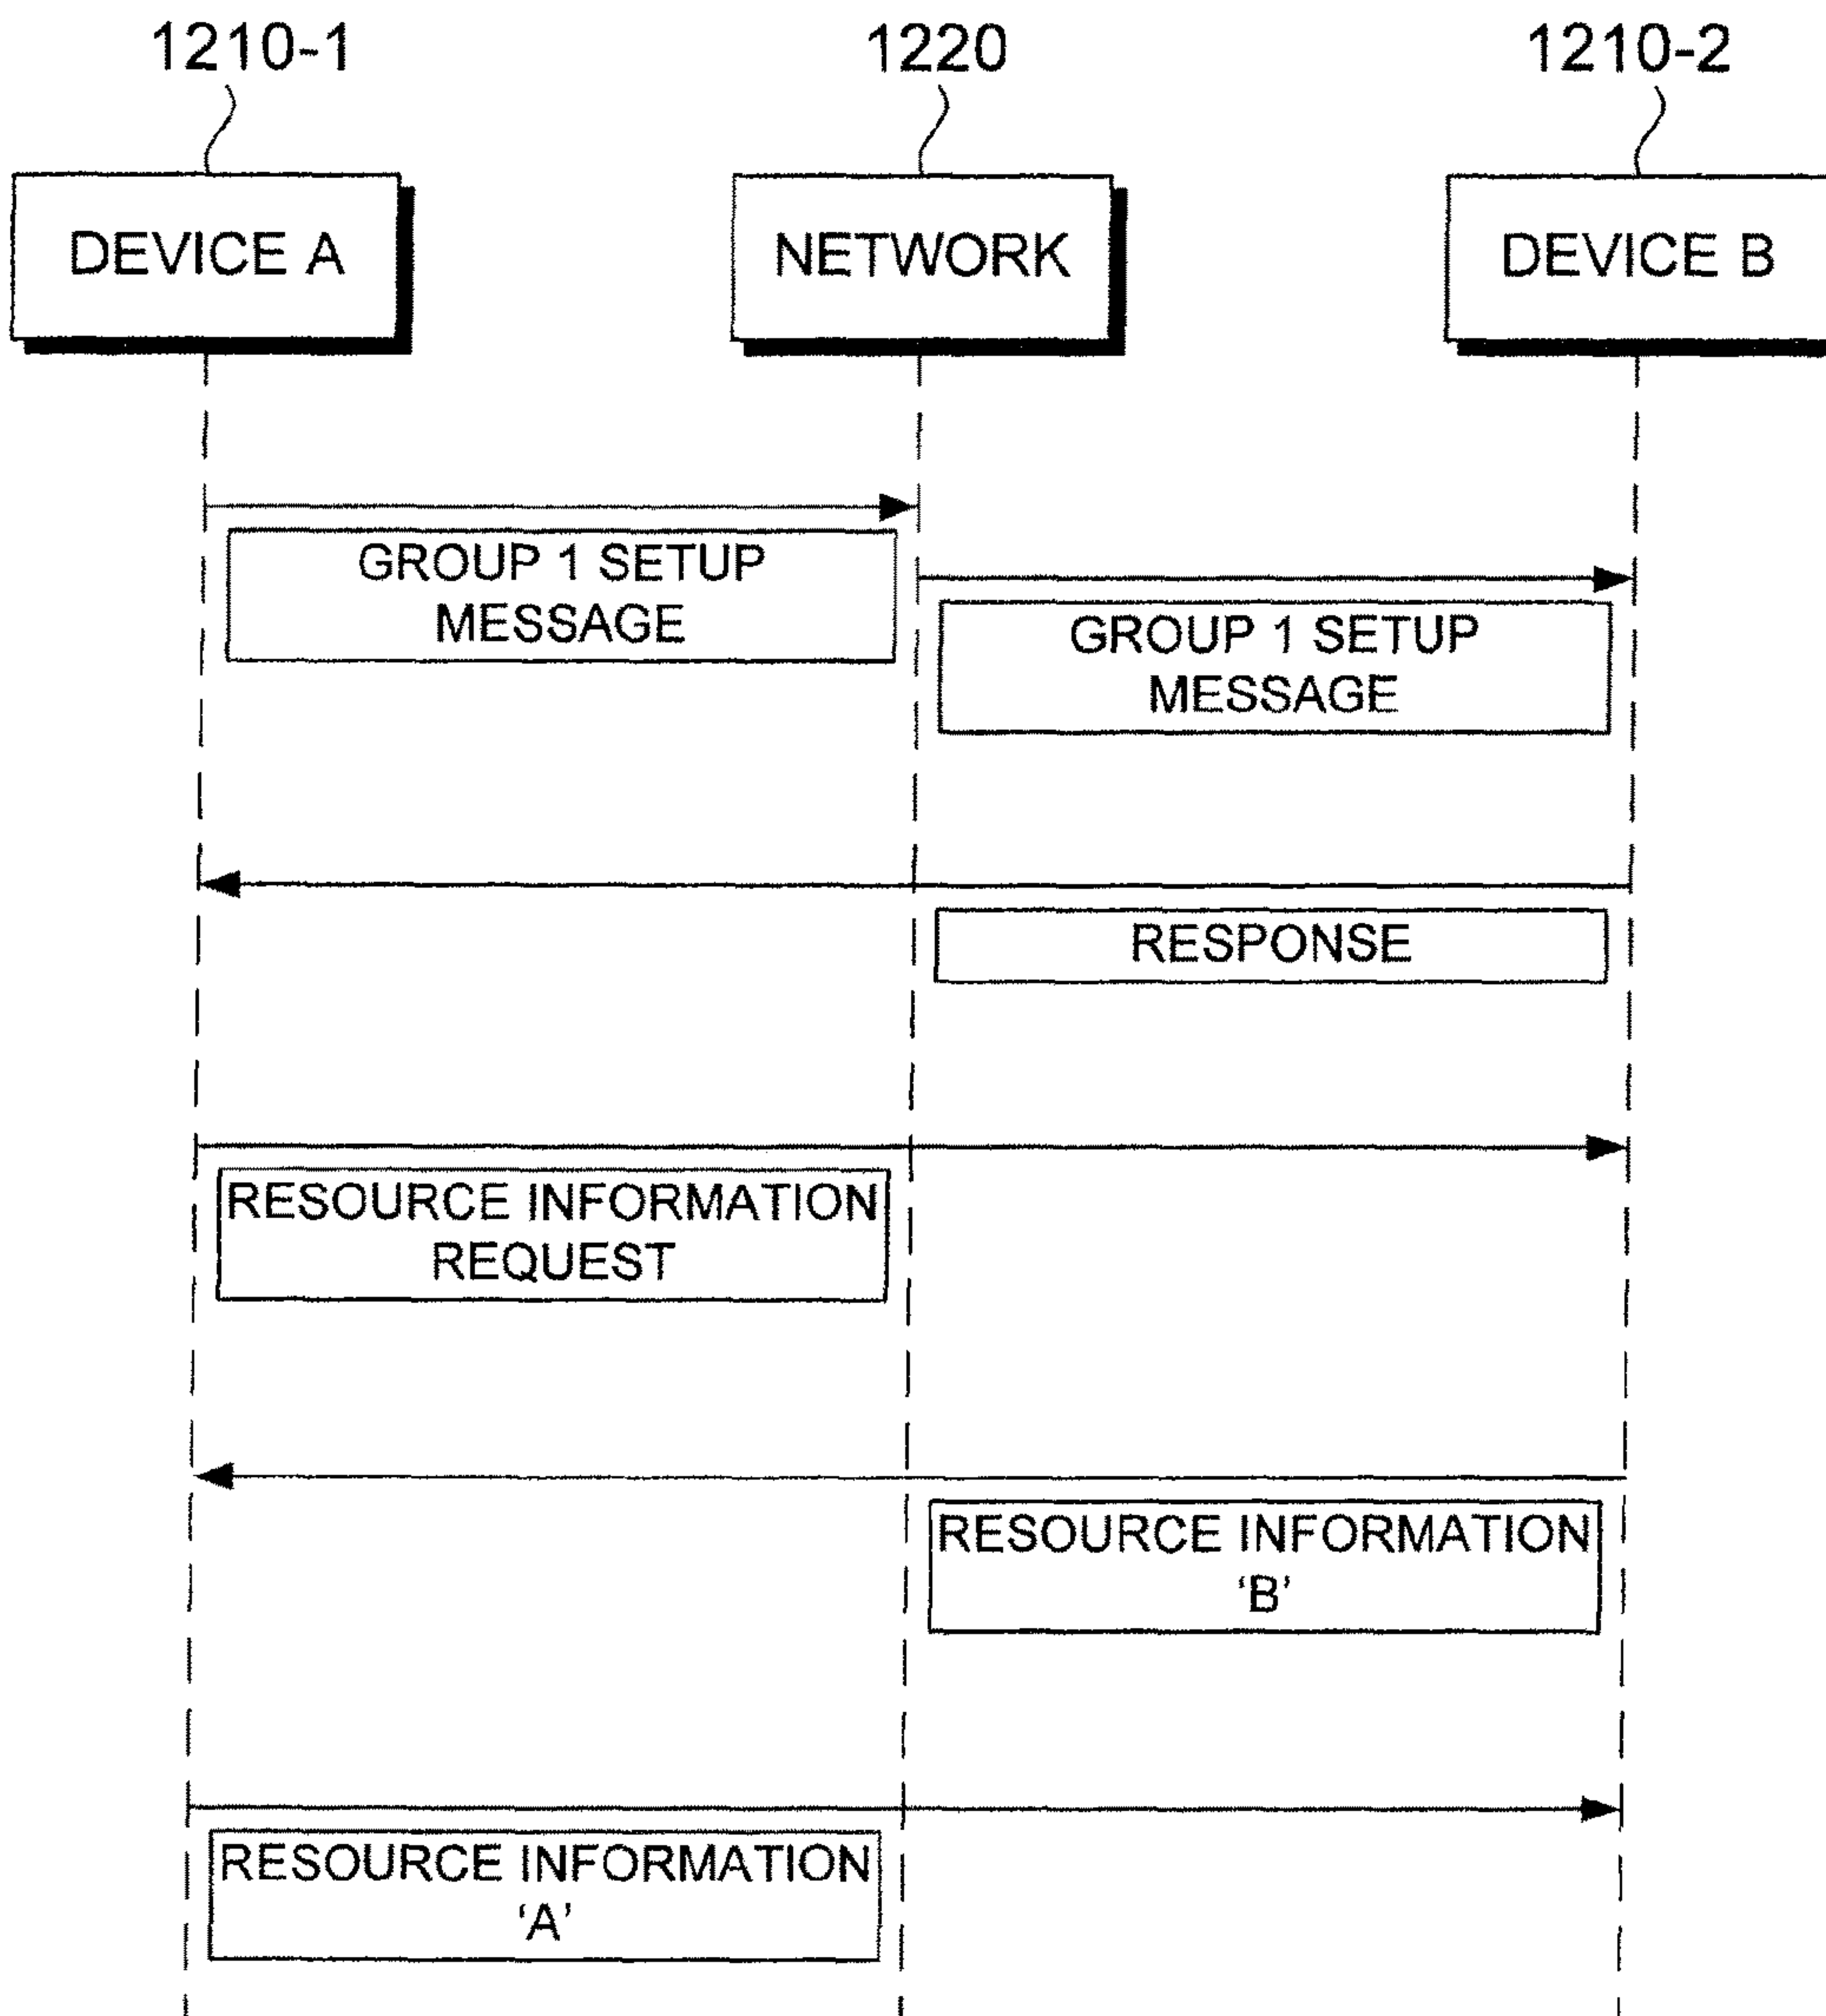 1210-1
1220
1210-2
DEVICE A
NETWORK
DEVICE B
GROUP 1 SETUP
MESSAGE
GROUP 1 SETUP
MESSAGE
RESPONSE
RESOURCE INFORMATION
REQUEST
RESOURCE INFORMATION
‘B’
RESOURCE INFORMATION
‘A’